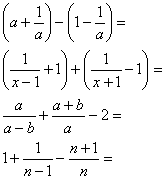 (a + 1/a) − (1 − 1/a) =
(1/(x−1) + 1) + (1/(x+1) − 1) =
a/(a−b) + (a+b)/a − 2 =
1 + 1/(n−1) − (n+1)/n =